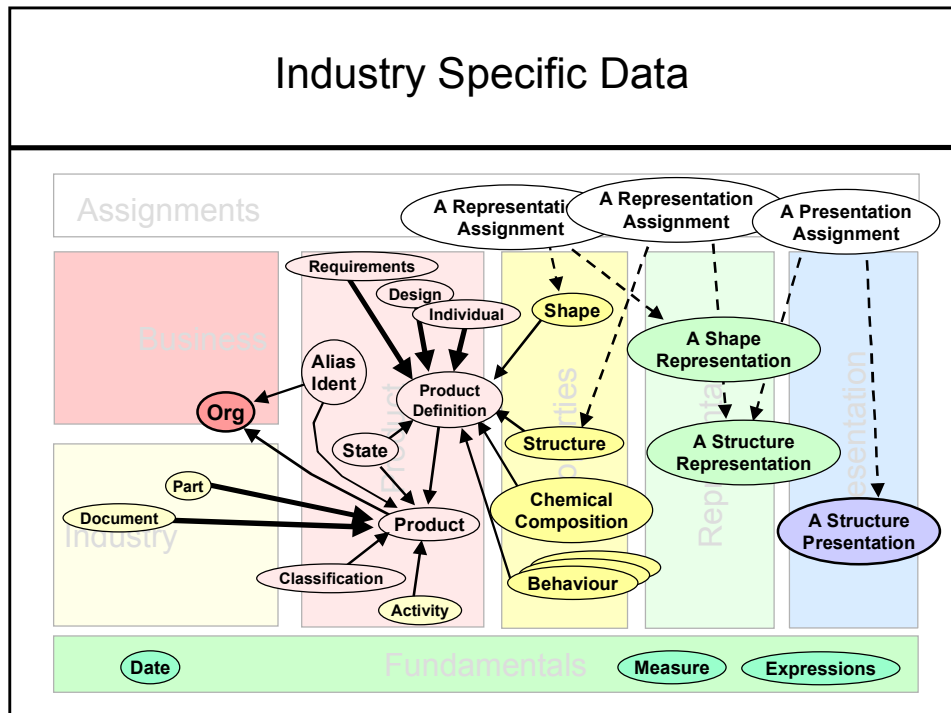 Industry Specific Data
Assignments
A Representati
Assignment
A Representation
Assignment
A Presentation
Assignment
Requirements
Design
Individual
Shape
Business
Alias
Ident
A Shape
Representation
Product
Definition
Org
Product
State
Structure
A Structure
Representation
Part
Document
Product
Chemical
Composition
A Structure
Presentation
Industry
Classification
Behaviour
Activity
Date
Fundamentals
Measure
Expressions